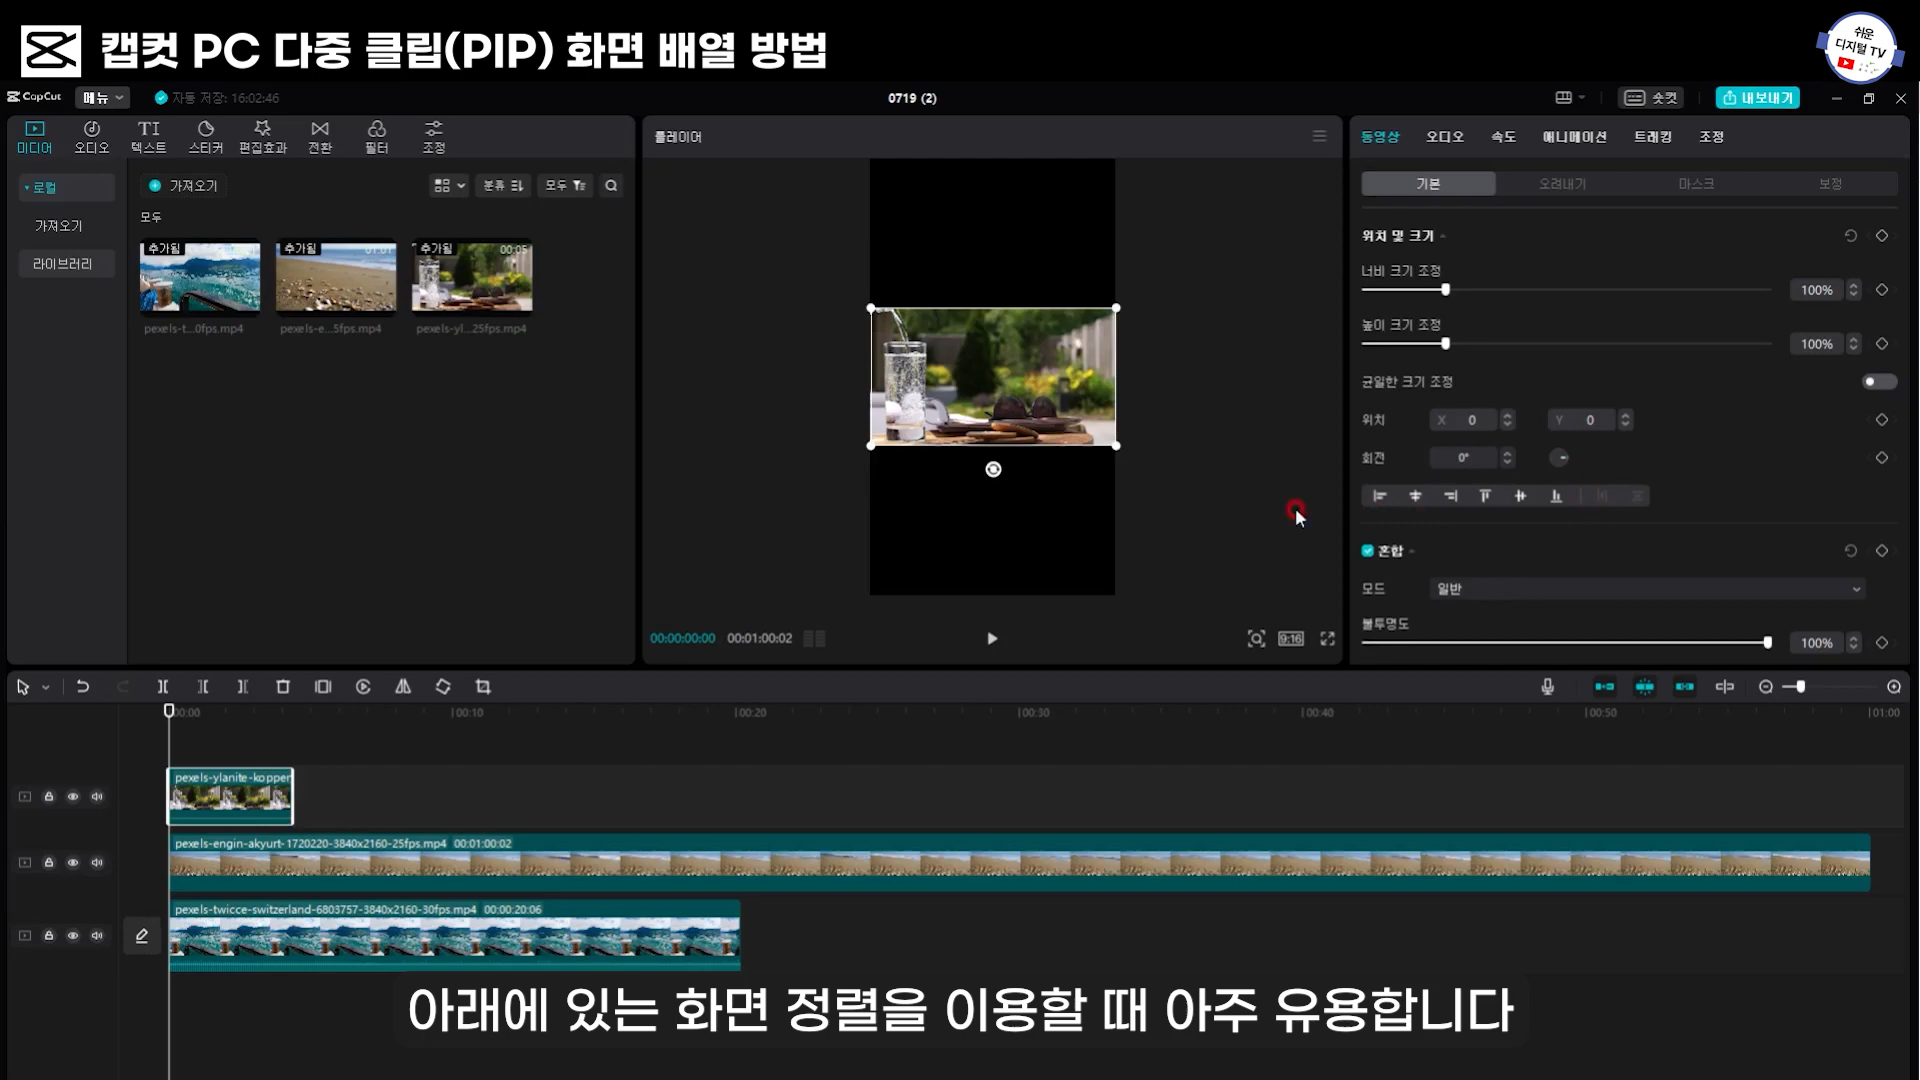 캡컷 PC 다중 클립(PIP) 화면 배열 방법
쉬운
디지털 TV
CapCut
메뉴
자동 저장: 16:02:46
0719 (2)
숏컷
내보내기
미디어
오디오
텍스트
스티커
편집효과
전환
필터
조정
플레이어
동영상
오디오
속도
애니메이션
트래킹
조정
로컬
가져오기
분류
모두
기본
오려내기
마스크
보정
가져오기
모두
라이브러리
추가됨
추가됨
01:01
추가됨
00:05
pexels-t...0fps.mp4
pexels-e...5fps.mp4
pexels-yl...25fps.mp4
위치 및 크기
너비 크기 조정
100%
높이 크기 조정
100%
균일한 크기 조정
위치
X 0
Y 0
회전
0°
혼합
모드
일반
불투명도
100%
00:00:00:00
00:01:00:02
9:16
00:00
00:10
00:20
00:30
00:40
00:50
01:00
pexels-ylanite-koppen
pexels-engin-akyurt-1720220-3840x2160-25fps.mp4 00:01:00:02
pexels-twicce-switzerland-6803757-3840x2160-30fps.mp4 00:00:20:06
아래에 있는 화면 정렬을 이용할 때 아주 유용합니다